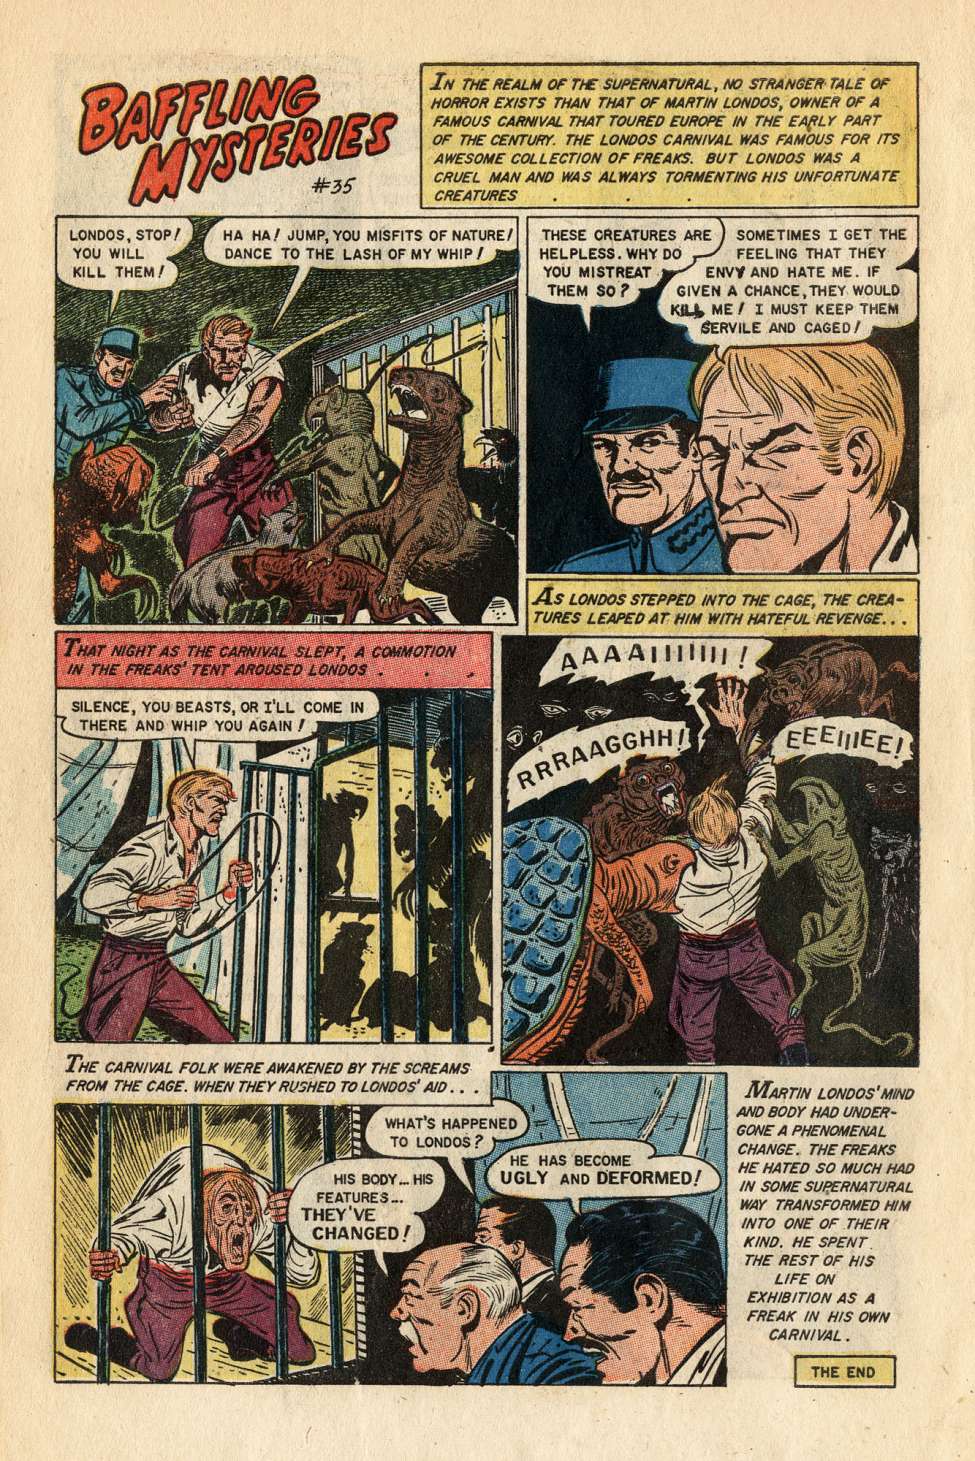 BAFFLING
MYSTERIES
#35
IN THE REALM OF THE SUPERNATURAL, NO STRANGER TALE OF
HORROR EXISTS THAN THAT OF MARTIN LONDOS, OWNER OF A
FAMOUS CARNIVAL THAT TOURED EUROPE IN THE EARLY PART
OF THE CENTURY. THE LONDOS CARNIVAL WAS FAMOUS FOR ITS
AWESOME COLLECTION OF FREAKS. BUT LONDOS WAS A
CRUEL MAN AND WAS ALWAYS TORMENTING HIS UNFORTUNATE
CREATURES . . .
LONDOS, STOP!
YOU WILL
KILL THEM!
HA HA! JUMP, YOU MISFITS OF NATURE!
DANCE TO THE LASH OF MY WHIP!
THESE CREATURES ARE
HELPLESS. WHY DO
YOU MISTREAT
THEM SO?
SOMETIMES I GET THE
FEELING THAT THEY
ENVY AND HATE ME. IF
GIVEN A CHANCE, THEY WOULD
KILL ME! I MUST KEEP THEM
SERVILE AND CAGED!
THAT NIGHT AS THE CARNIVAL SLEPT, A COMMOTION
IN THE FREAKS' TENT AROUSED LONDOS . . .
SILENCE, YOU BEASTS, OR I'LL COME IN
THERE AND WHIP YOU AGAIN!
AS LONDOS STEPPED INTO THE CAGE, THE CREA-
TURES LEAPED AT HIM WITH HATEFUL REVENGE...
AAAAIIIIIII!
RRRAAGGHH!
EEEIIIEE!
THE CARNIVAL FOLK WERE AWAKENED BY THE SCREAMS
FROM THE CAGE. WHEN THEY RUSHED TO LONDOS' AID...
WHAT'S HAPPENED
TO LONDOS?
HIS BODY... HIS
FEATURES...
THEY'VE
CHANGED!
HE HAS BECOME
UGLY AND DEFORMED!
MARTIN LONDOS' MIND
AND BODY HAD UNDER-
GONE A PHENOMENAL
CHANGE. THE FREAKS
HE HATED SO MUCH HAD
IN SOME SUPERNATURAL
WAY TRANSFORMED HIM
INTO ONE OF THEIR
KIND. HE SPENT
THE REST OF HIS
LIFE ON
EXHIBITION AS A
FREAK IN HIS OWN
CARNIVAL.
THE END